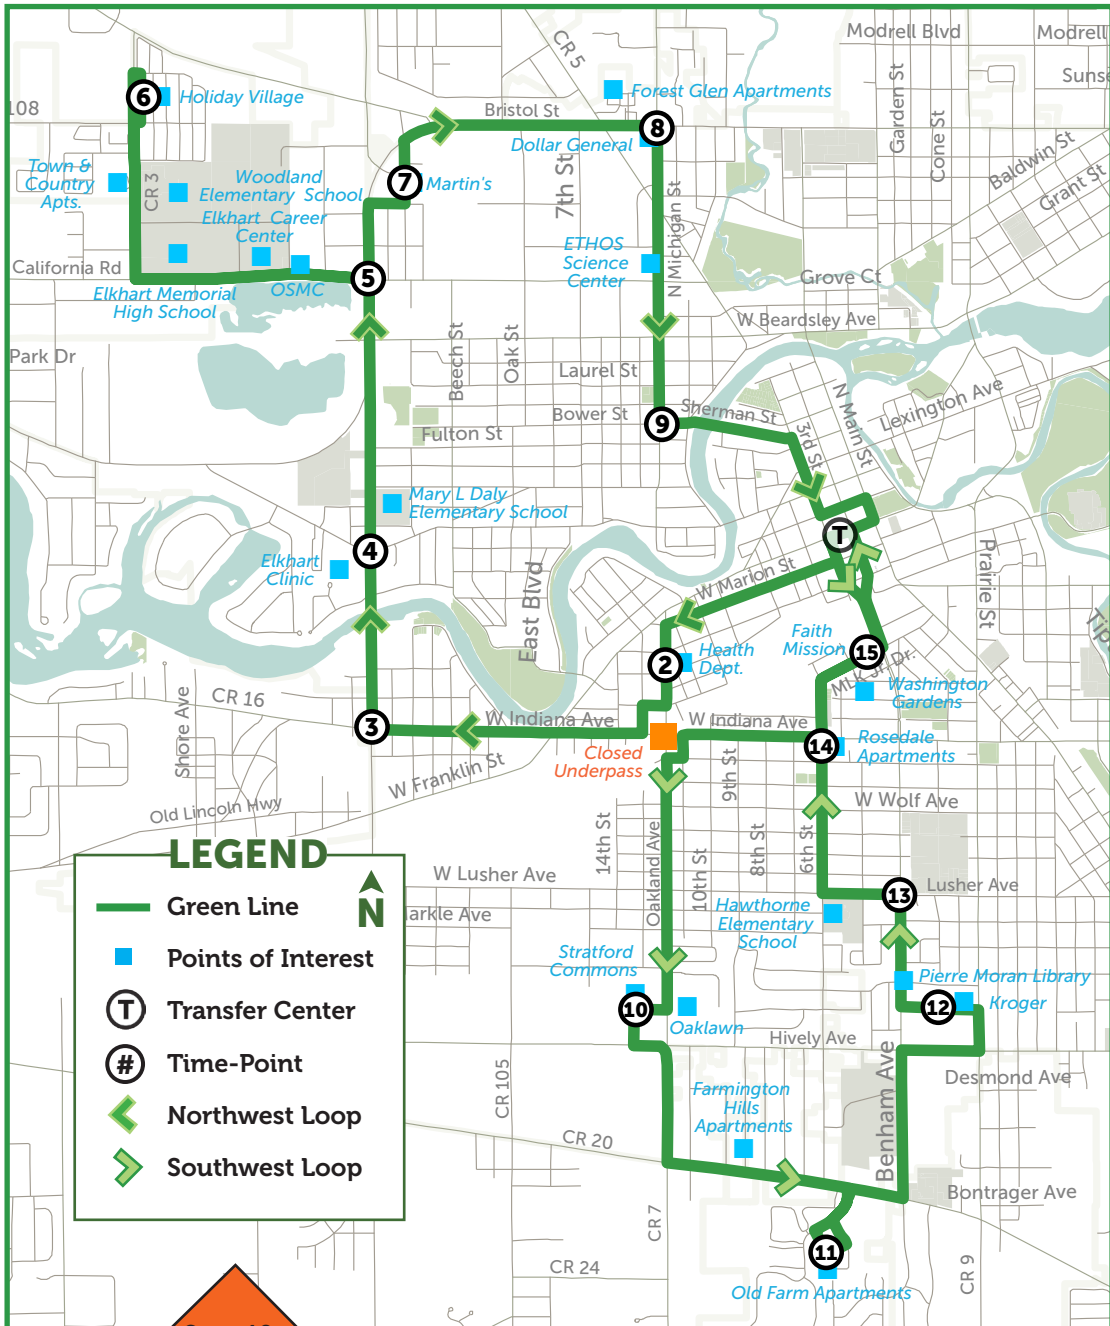 Modrell Blvd
Modrell
CR 5
Sunse
Garden St
Cone St
Baldwin St
Grant St
108
6
Holiday Village
Forest Glen Apartments
Bristol St
8
Dollar General
Town &
Country
Apts.
CR 3
Woodland
Elementary School
Elkhart Career
Center
7
Martin's
7th St
N Michigan St
ETHOS
Science
Center
California Rd
5
OSMC
Elkhart Memorial
High School
Grove Ct
W Beardsley Ave
Park Dr
Beech St
Oak St
Laurel St
Bower St
9
Sherman St
3rd St
N Main St
Lexington Ave
Fulton St
Mary L Daly
Elementary School
4
Elkhart
Clinic
T
Prairie St
East Blvd
W Marion St
2
Health
Dept.
Faith
Mission
15
MLK Jr. Dr.
Washington
Gardens
Shore Ave
CR 16
3
W Indiana Ave
W Indiana Ave
Closed
Underpass
14
Rosedale
Apartments
W Franklin St
Old Lincoln Hwy
9th St
W Wolf Ave
14th St
Oakland Ave
10th St
8th St
6th St
W Lusher Ave
Lusher Ave
13
arkle Ave
Hawthorne
Elementary
School
LEGEND
N
Green Line
Points of Interest
T
Transfer Center
#
Time-Point
Northwest Loop
Southwest Loop
Stratford
Commons
10
Oaklawn
Pierre Moran Library
12
Kroger
Hively Ave
CR 105
Desmond Ave
Benham Ave
Farmington
Hills
Apartments
CR 20
Bontrager Ave
CR 7
11
CR 24
CR 9
Old Farm Apartments